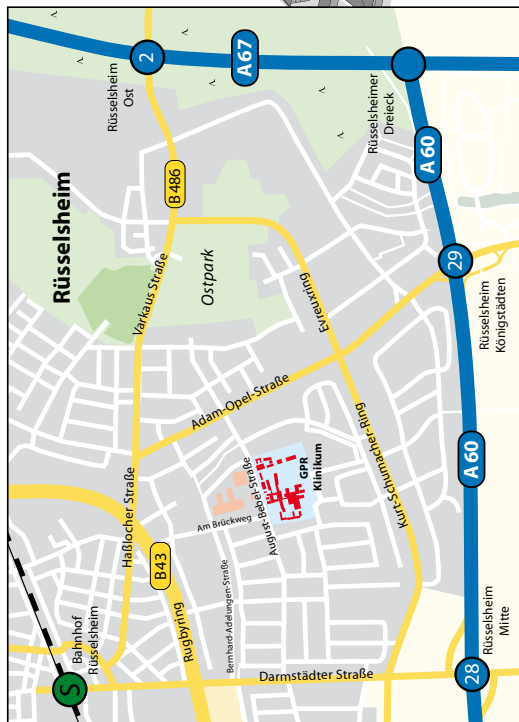 Rüsselsheim
Ost
2
A 67
Rüsselsheimer
Dreieck
A 60
B 486
Rüsselsheim
Ostpark
Varkaus Straße
Evreuxring
29
Rüsselsheim
Königstädten
Adam-Opel-Straße
Haßlocher Straße
Kurt-Schumacher-Ring
A 60
August-Bebel-Straße
GPR
Klinikum
Am Brückweg
B43
Rugbyring
Bernhard-Adelungen-Straße
Bahnhof
Rüsselsheim
S
Darmstädter Straße
Rüsselsheim
Mitte
28